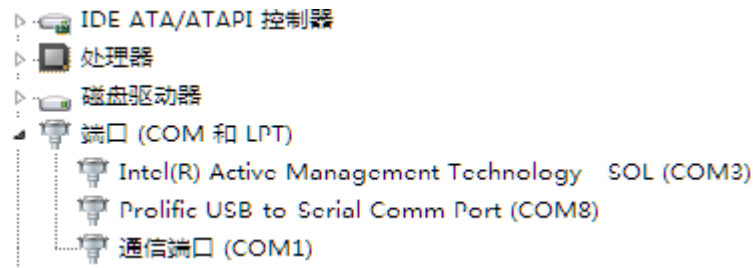 IDE ATA/ATAPI 控制器
处理器
磁盘驱动器
端口 (COM 和 LPT)
Intel(R) Active Management Technology SOL (COM3)
Prolific USB to Serial Comm Port (COM8)
通信端口 (COM1)